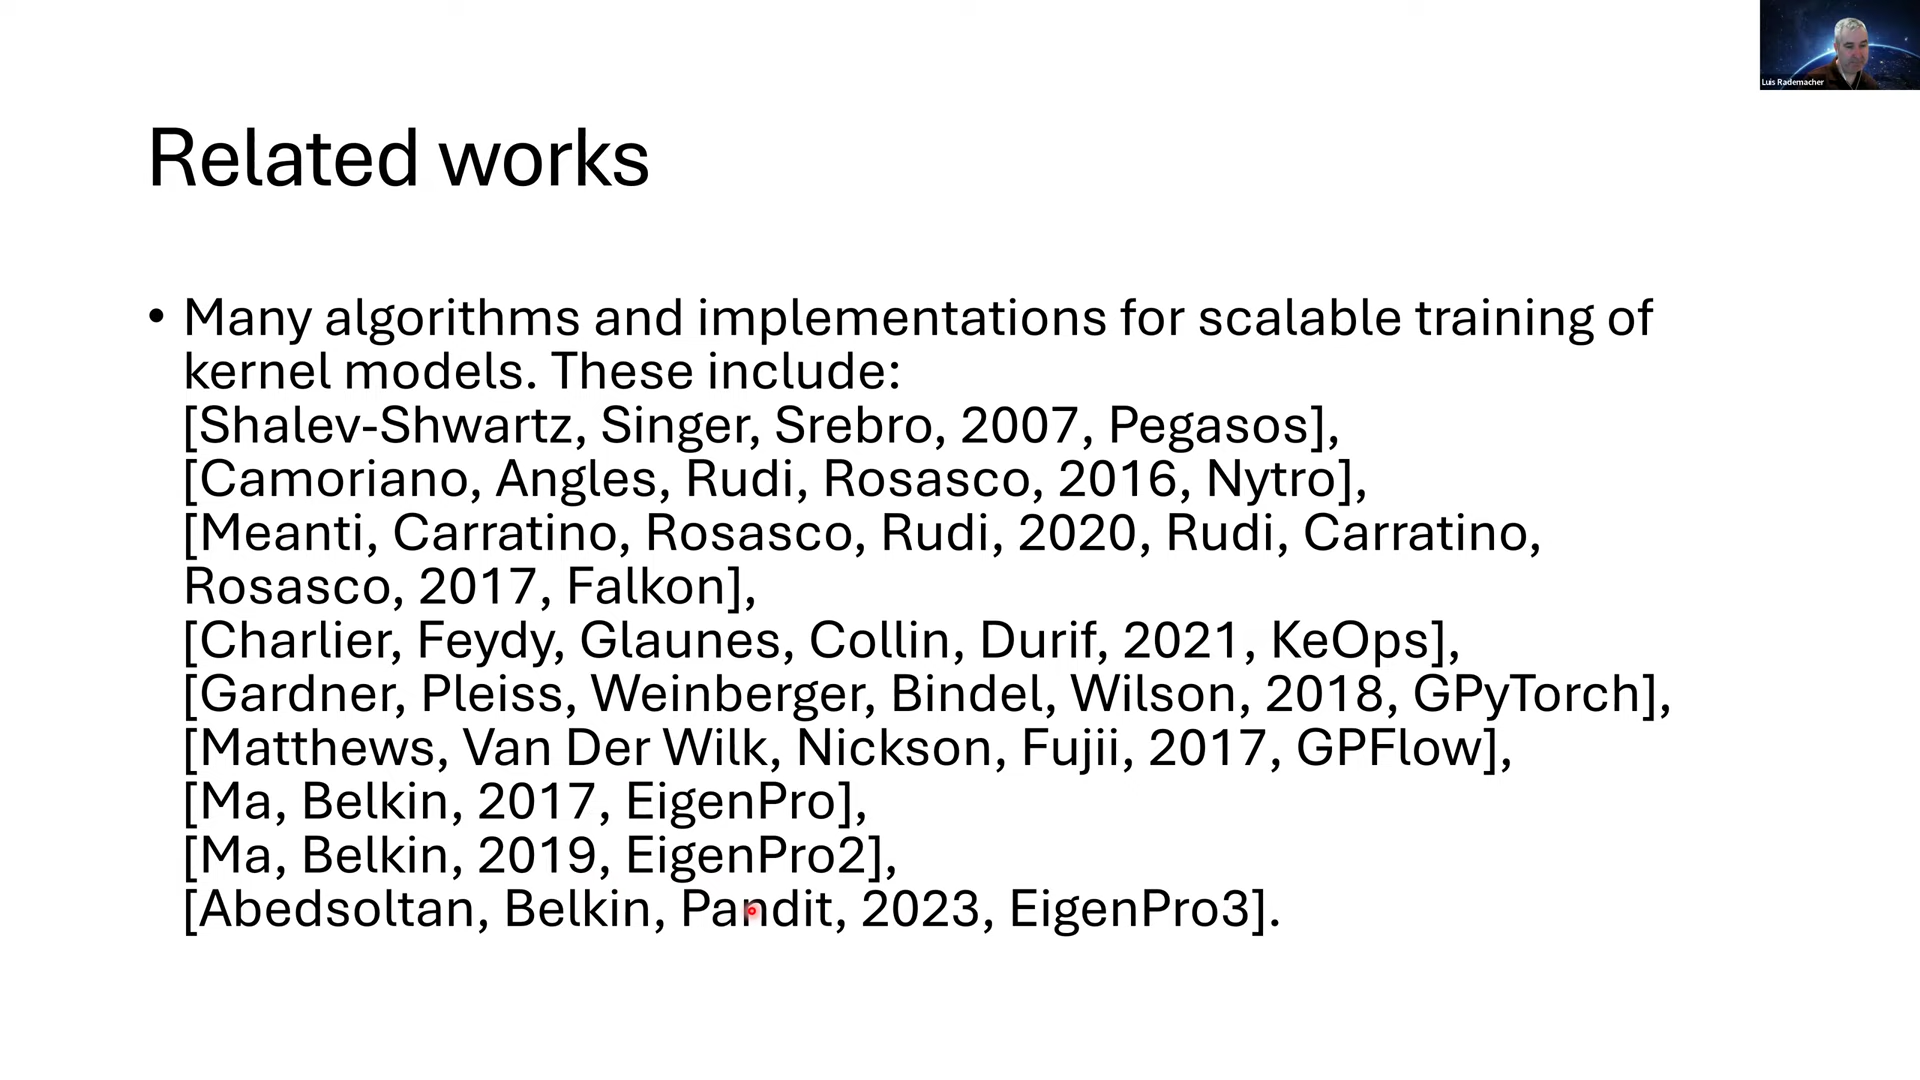 Luis Rademacher
Related works
• Many algorithms and implementations for scalable training of
kernel models. These include:
[Shalev-Shwartz, Singer, Srebro, 2007, Pegasos],
[Camoriano, Angles, Rudi, Rosasco, 2016, Nytro],
[Meanti, Carratino, Rosasco, Rudi, 2020, Rudi, Carratino,
Rosasco, 2017, Falkon],
[Charlier, Feydy, Glaunes, Collin, Durif, 2021, KeOps],
[Gardner, Pleiss, Weinberger, Bindel, Wilson, 2018, GPyTorch],
[Matthews, Van Der Wilk, Nickson, Fujii, 2017, GPFlow],
[Ma, Belkin, 2017, EigenPro],
[Ma, Belkin, 2019, EigenPro2],
[Abedsoltan, Belkin, Pandit, 2023, EigenPro3].